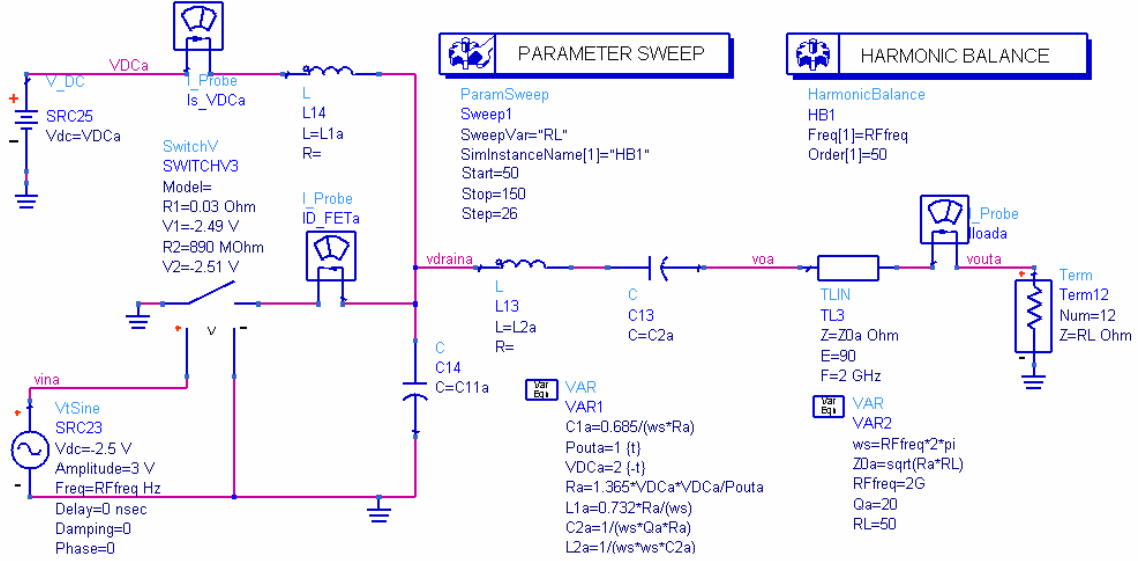 VDCa
V_DC
SRC25
Vdc=VDCa
I_Probe
Is_VDCa
L
L14
L=L1a
R=
PARAMETER SWEEP
ParamSweep
Sweep1
SweepVar="RL"
SimInstanceName[1]="HB1"
Start=50
Stop=150
Step=26
HARMONIC BALANCE
HarmonicBalance
HB1
Freq[1]=RFfreq
Order[1]=50
SwitchV
SWITCHV3
Model=
R1=0.03 Ohm
V1=-2.49 V
R2=890 MOhm
V2=-2.51 V
I_Probe
ID_FETa
vdraina
L
L13
L=L2a
R=
C
C13
C=C2a
voa
TLIN
TL3
Z=Z0a Ohm
E=90
F=2 GHz
I_Probe
Iloada
vouta
Term
Term12
Num=12
Z=RL Ohm
v
C
C14
C=C11a
vina
VtSine
SRC23
Vdc=-2.5 V
Amplitude=3 V
Freq=RFfreq Hz
Delay=0 nsec
Damping=0
Phase=0
Var
Eqn
VAR
VAR1
C1a=0.685/(ws*Ra)
Pouta=1 {t}
VDCa=2 {-t}
Ra=1.365*VDCa*VDCa/Pouta
L1a=0.732*Ra/(ws)
C2a=1/(ws*Qa*Ra)
L2a=1/(ws*ws*C2a)
Var
Eqn
VAR
VAR2
ws=RFfreq*2*pi
Z0a=sqrt(Ra*RL)
RFfreq=2G
Qa=20
RL=50